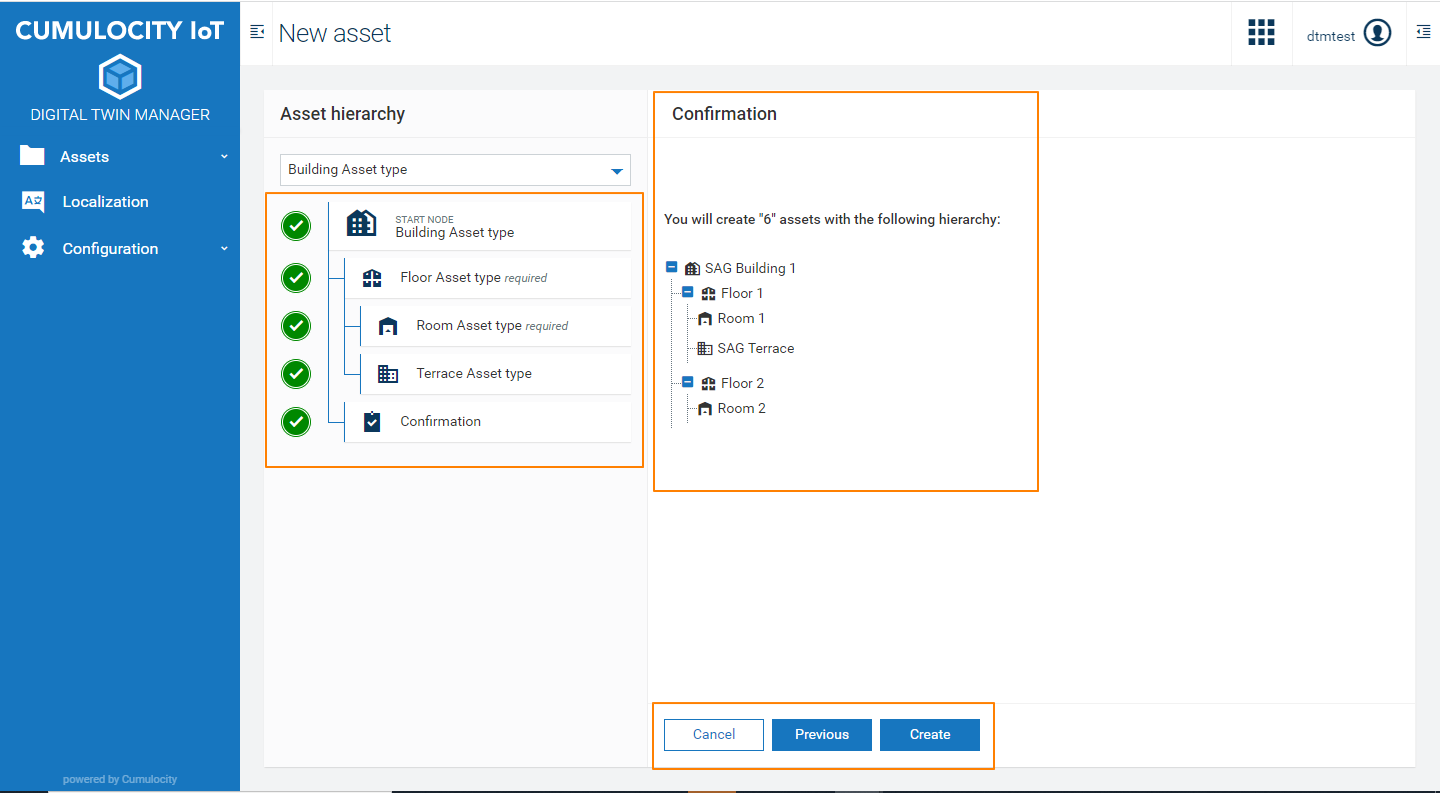 CUMULOCITY IoT
DIGITAL TWIN MANAGER
Assets
Localization
Configuration
powered by Cumulocity
New asset
dtmtest
Asset hierarchy
Building Asset type
START NODE
Building Asset type
Floor Asset type required
Room Asset type required
Terrace Asset type
Confirmation
Confirmation
You will create "6" assets with the following hierarchy:
SAG Building 1
Floor 1
Room 1
SAG Terrace
Floor 2
Room 2
Cancel
Previous
Create